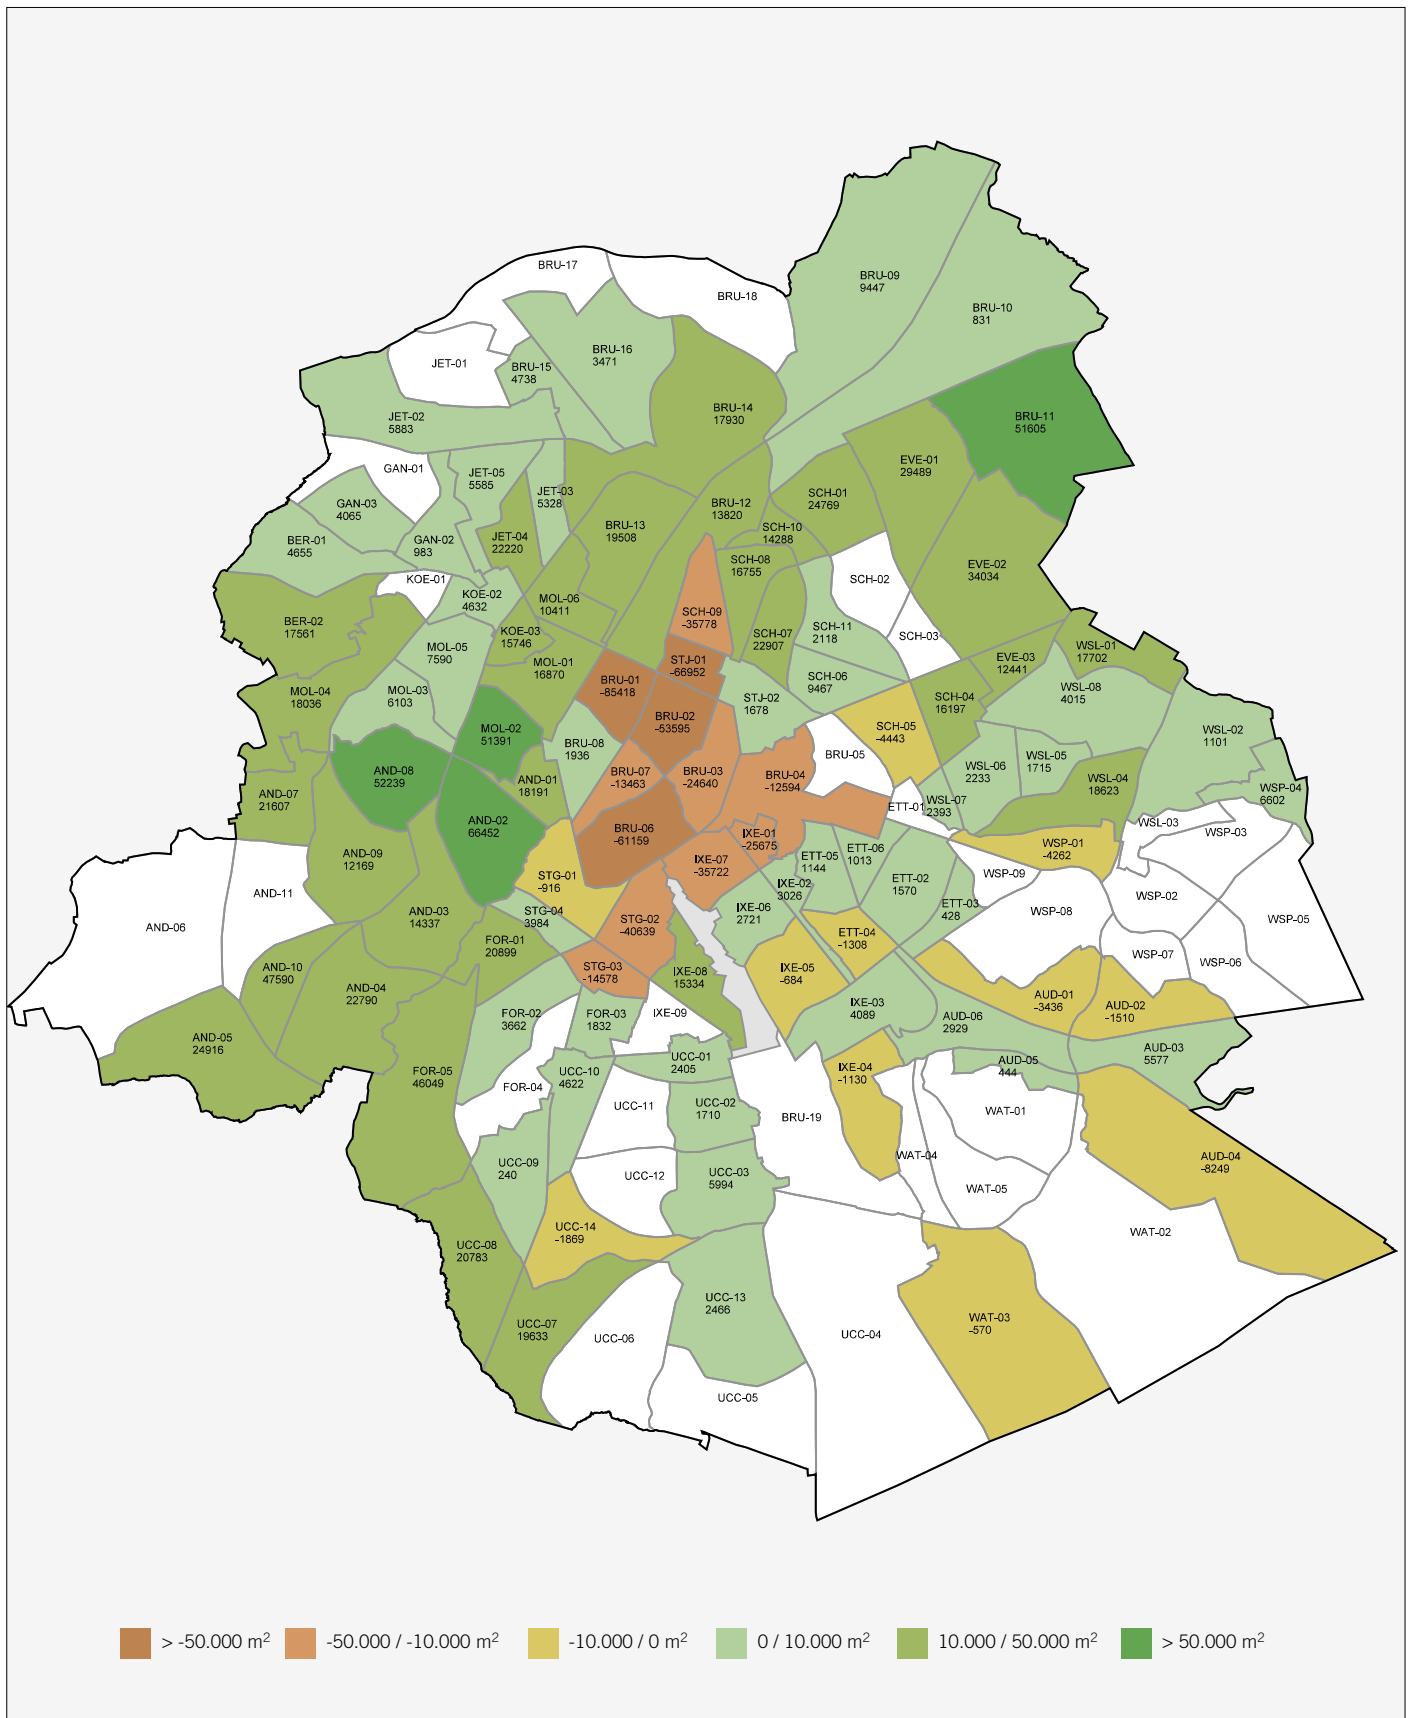 BRU-17
BRU-18
BRU-09
9447
BRU-10
831
BRU-16
3471
JET-01
BRU-15
4738
JET-02
5883
BRU-14
17930
BRU-11
51605
EVE-01
29489
GAN-01
JET-05
5585
JET-03
5328
GAN-03
4065
SCH-01
24769
BRU-12
13820
BRU-13
19508
SCH-10
14288
BER-01
4655
GAN-02
983
JET-04
22220
SCH-08
16755
SCH-02
EVE-02
34034
KOE-01
KOE-02
4632
MOL-06
10411
SCH-09
-35778
BER-02
17561
KOE-03
15746
SCH-07
22907
SCH-11
2118
SCH-03
MOL-05
7590
MOL-01
16870
STJ-01
-66952
EVE-03
12441
WSL-01
17702
MOL-04
18036
MOL-03
6103
BRU-01
-85418
SCH-06
9467
WSL-08
4015
STJ-02
1678
SCH-04
16197
BRU-02
-53595
MOL-02
51391
SCH-05
-4443
WSL-02
1101
BRU-08
1936
BRU-05
WSL-05
1715
WSL-06
2233
AND-08
52239
AND-01
18191
BRU-07
-13463
BRU-03
-24640
BRU-04
-12594
WSL-04
18623
WSP-04
6602
AND-07
21607
WSL-07
2393
ETT-01
AND-02
66452
BRU-06
-61159
IXE-01
-25675
WSL-03
WSP-03
WSP-01
-4262
AND-09
12169
IXE-07
-35722
ETT-05
1144
ETT-06
1013
STG-01
-916
WSP-09
ETT-02
1570
IXE-02
3026
AND-11
WSP-02
ETT-03
428
AND-06
AND-03
14337
STG-04
3984
STG-02
-40639
IXE-06
2721
WSP-08
WSP-05
ETT-04
-1308
FOR-01
20899
WSP-07
WSP-06
AND-10
47590
STG-03
-14578
IXE-08
15334
IXE-05
-684
AND-04
22790
AUD-01
-3436
AUD-02
-1510
IXE-03
4089
FOR-02
3662
FOR-03
1832
IXE-09
AUD-06
2929
AND-05
24916
AUD-03
5577
UCC-01
2405
AUD-05
444
FOR-05
46049
UCC-10
4622
IXE-04
-1130
FOR-04
UCC-11
UCC-02
1710
BRU-19
WAT-01
WAT-04
AUD-04
-8249
UCC-09
240
UCC-12
UCC-03
5994
WAT-05
UCC-14
-1869
WAT-02
UCC-08
20783
UCC-13
2466
WAT-03
-570
UCC-07
19633
UCC-06
UCC-04
UCC-05
> -50.000 m²
-50.000 / -10.000 m²
-10.000 / 0 m²
0 / 10.000 m²
10.000 / 50.000 m²
> 50.000 m²